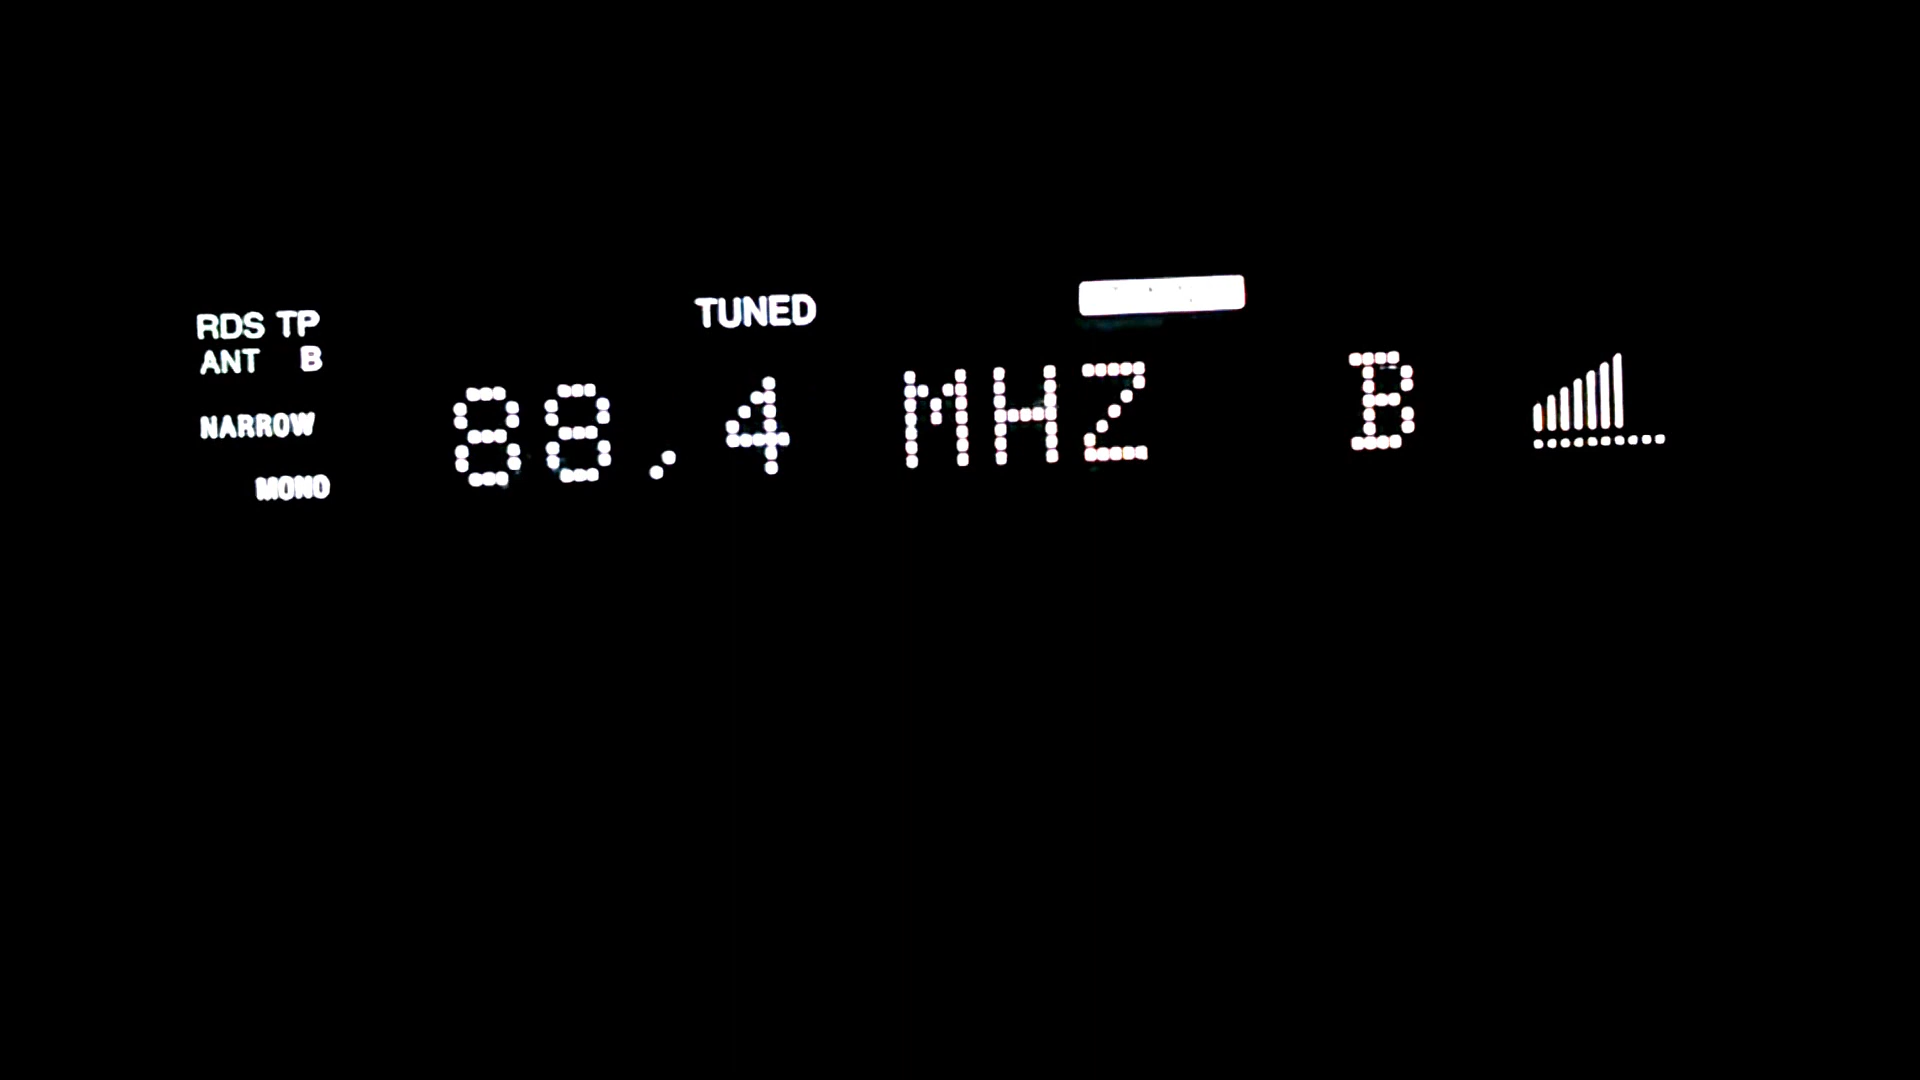 RDS TP
ANT B
NARROW
MONO
TUNED
88,4 MHZ B